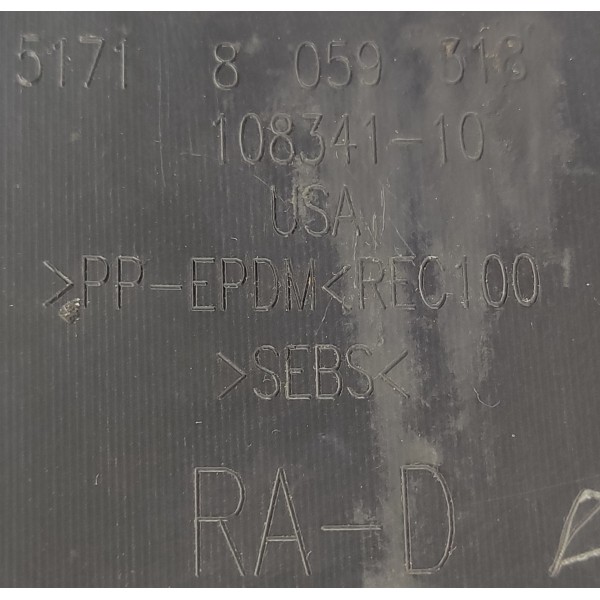 5171 8 059 318
108341-10
USA
>PP-EPDM<REC100
>SEBS<
RA-D